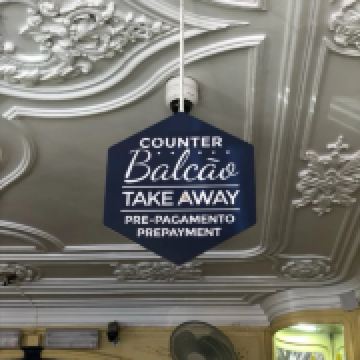 COUNTER
Balcão
TAKE AWAY
PRE-PAGAMENTO
PREPAYMENT